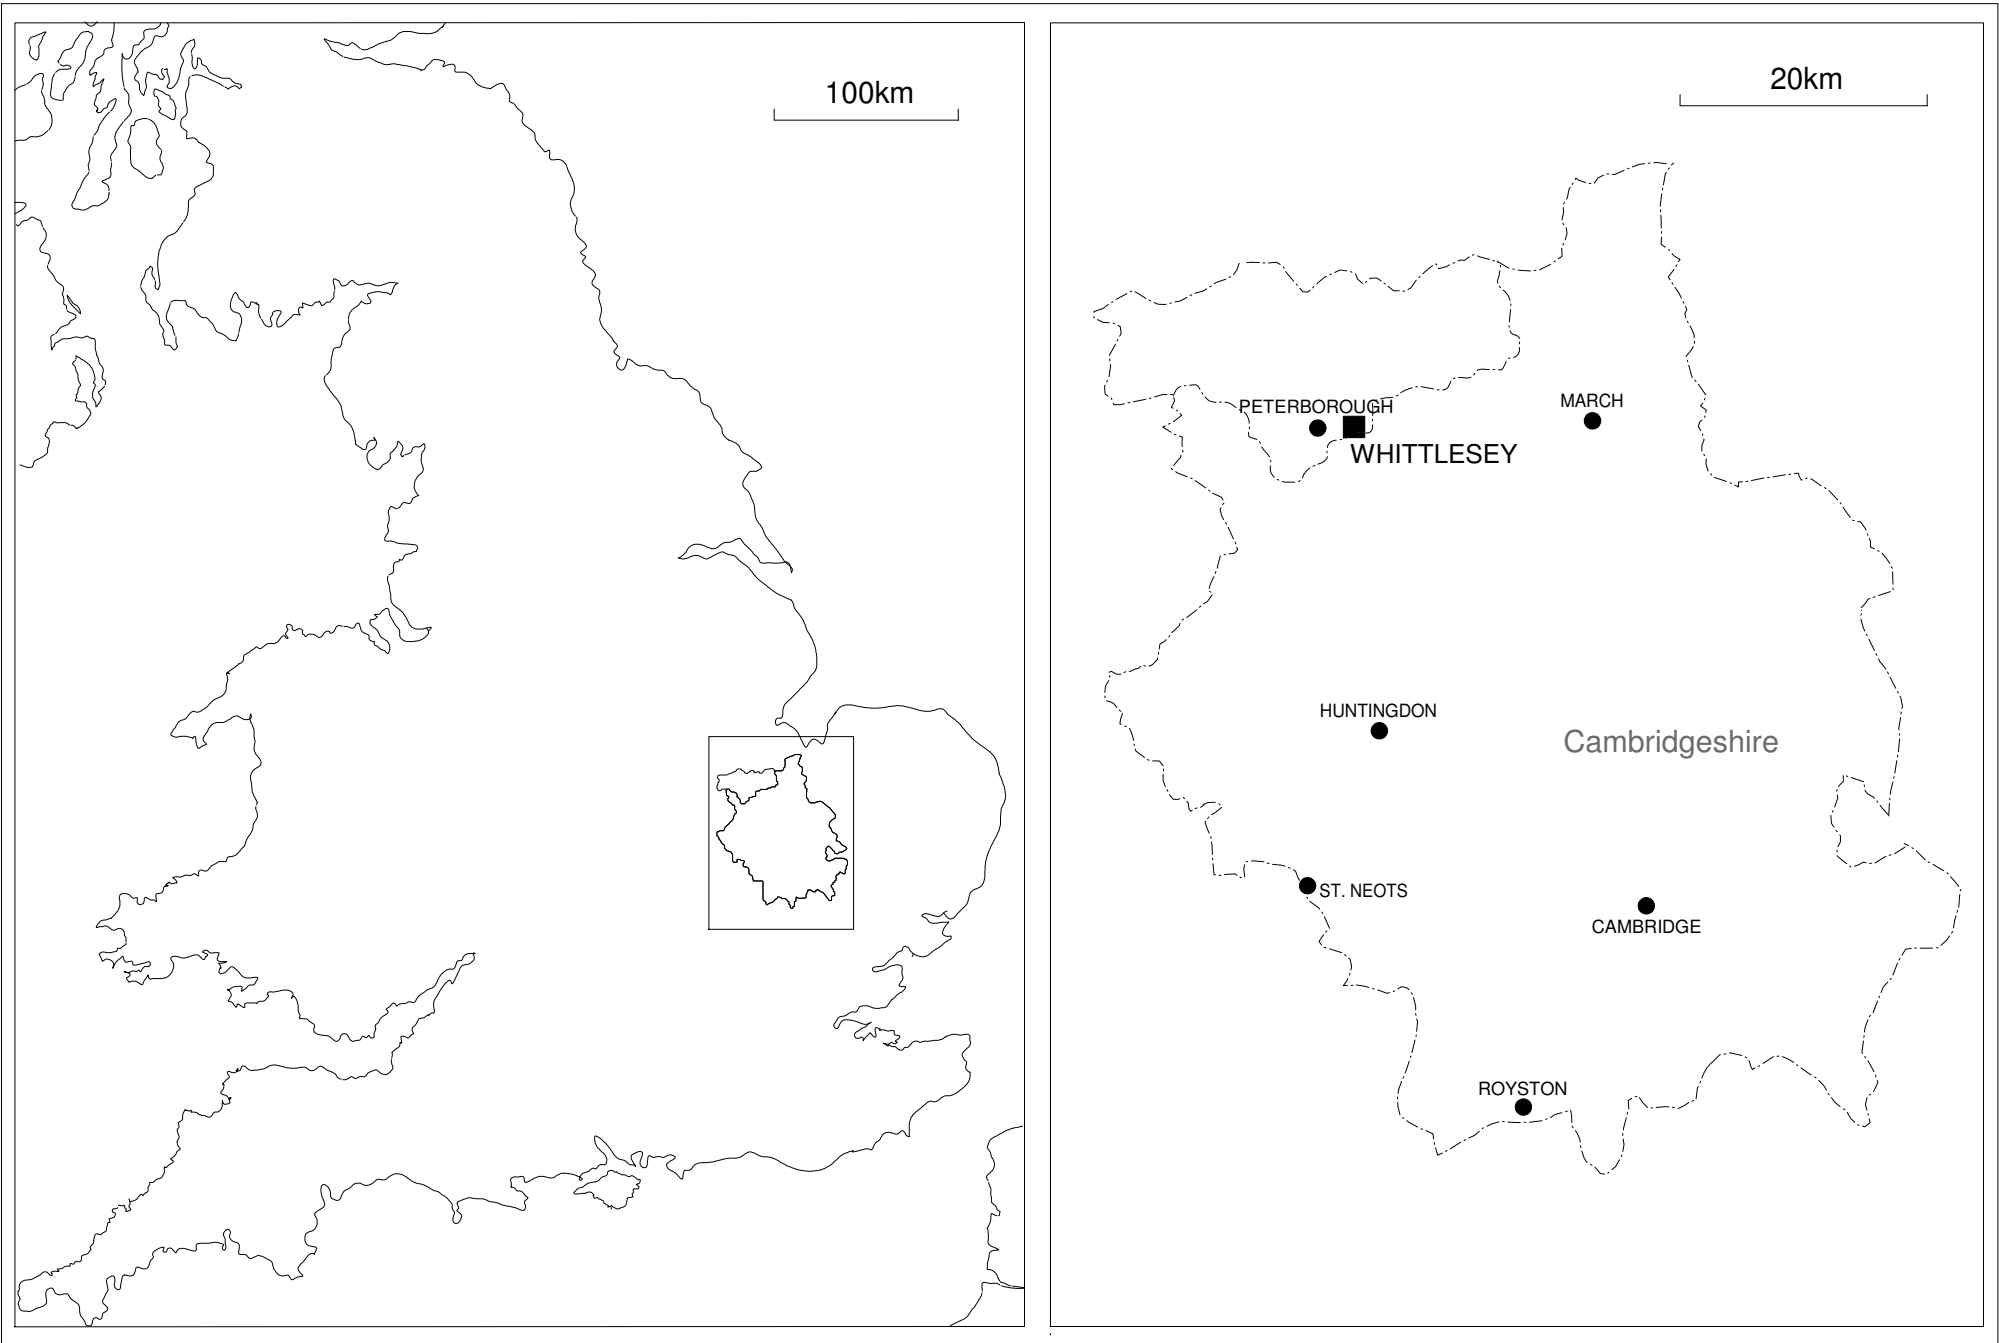 100km
20km
PETERBOROUGH
MARCH
WHITTLESEY
HUNTINGDON
Cambridgeshire
ST. NEOTS
CAMBRIDGE
ROYSTON